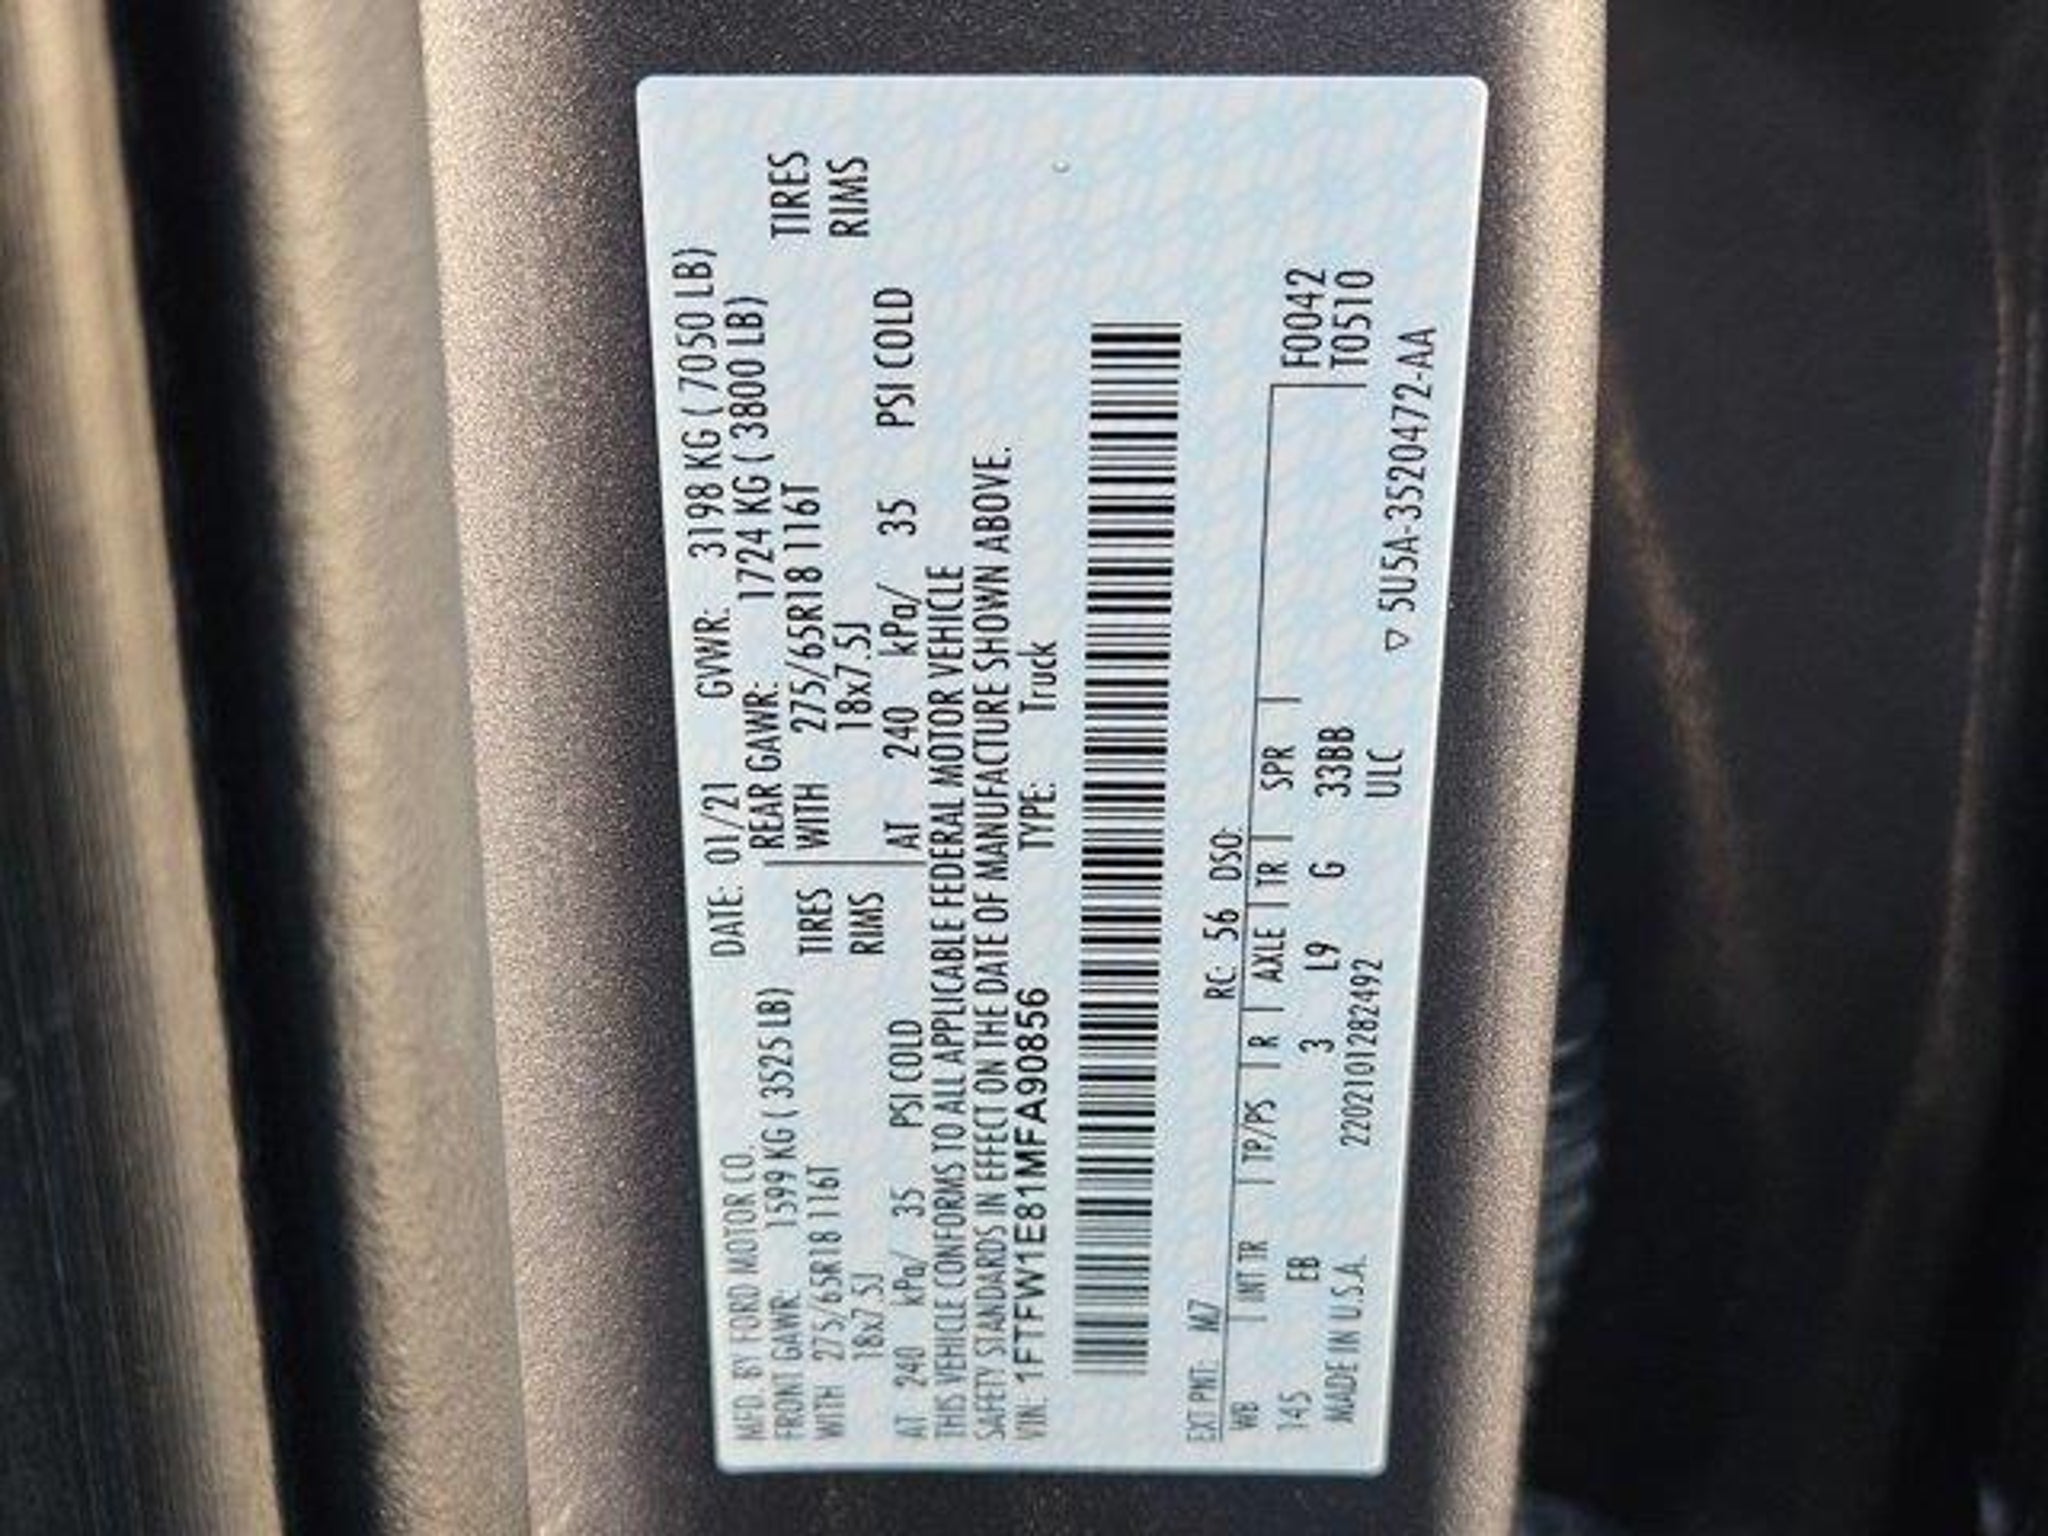 MFD. BY FORD MOTOR CO.
DATE: 01/21 GVWR: 3198 KG ( 7050 LB)
FRONT GAWR: 1599 KG ( 3525 LB) REAR GAWR: 1724 KG ( 3800 LB)
WITH 275/65R18 116T TIRES WITH 275/65R18 116T TIRES
18x7.5J RIMS 18x7.5J RIMS
AT 240 kPa/ 35 PSI COLD AT 240 kPa/ 35 PSI COLD
THIS VEHICLE CONFORMS TO ALL APPLICABLE FEDERAL MOTOR VEHICLE
SAFETY STANDARDS IN EFFECT ON THE DATE OF MANUFACTURE SHOWN ABOVE.
VIN: 1FTFW1E81MFA90856 TYPE: Truck
EXT PNT: M7 RC: 56 DSO:
WB | INT TR | TP/PS | R | AXLE | TR | SPR | F0042
145 EB 3 L9 G 33BB T0510
MADE IN U.S.A. 220210128 2492 ULC
▽ 5U5A-3520472-AA